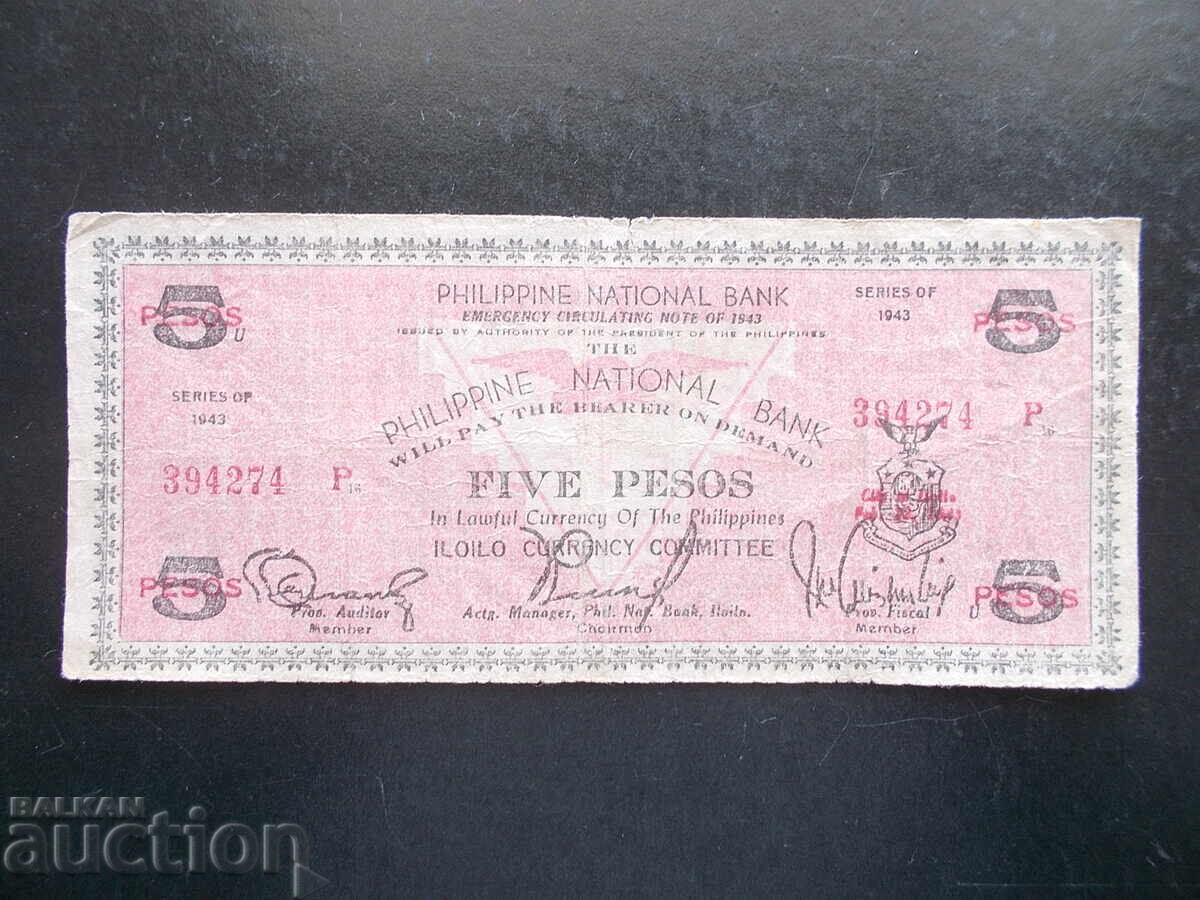 PHILIPPINE NATIONAL BANK
EMERGENCY CIRCULATING NOTE OF 1943
ISSUED BY AUTHORITY OF THE PRESIDENT OF THE PHILIPPINES
SERIES OF
1943
5
PESOS
U
5
PESOS
THE
PHILIPPINE NATIONAL BANK
WILL PAY THE BEARER ON DEMAND
SERIES OF
1943
394274 P
394274 P16
FIVE PESOS
In Lawful Currency Of The Philippines
ILOILO CURRENCY COMMITTEE
5
PESOS
Prov. Auditor
Member
Actg. Manager, Phil. Nat. Bank, Iloilo.
Chairman
Prov. Fiscal
Member
U
5
PESOS
BALKAN
auction